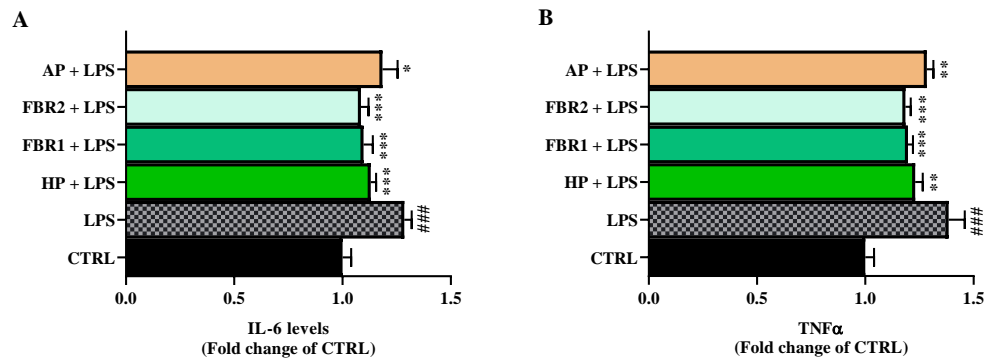 A
AP + LPS
*
FBR2 + LPS
***
FBR1 + LPS
***
HP + LPS
***
LPS
###
CTRL
0.0 0.5 1.0 1.5
IL-6 levels
(Fold change of CTRL)
B
AP + LPS
**
FBR2 + LPS
***
FBR1 + LPS
***
HP + LPS
**
LPS
###
CTRL
0.0 0.5 1.0 1.5
TNFα
(Fold change of CTRL)